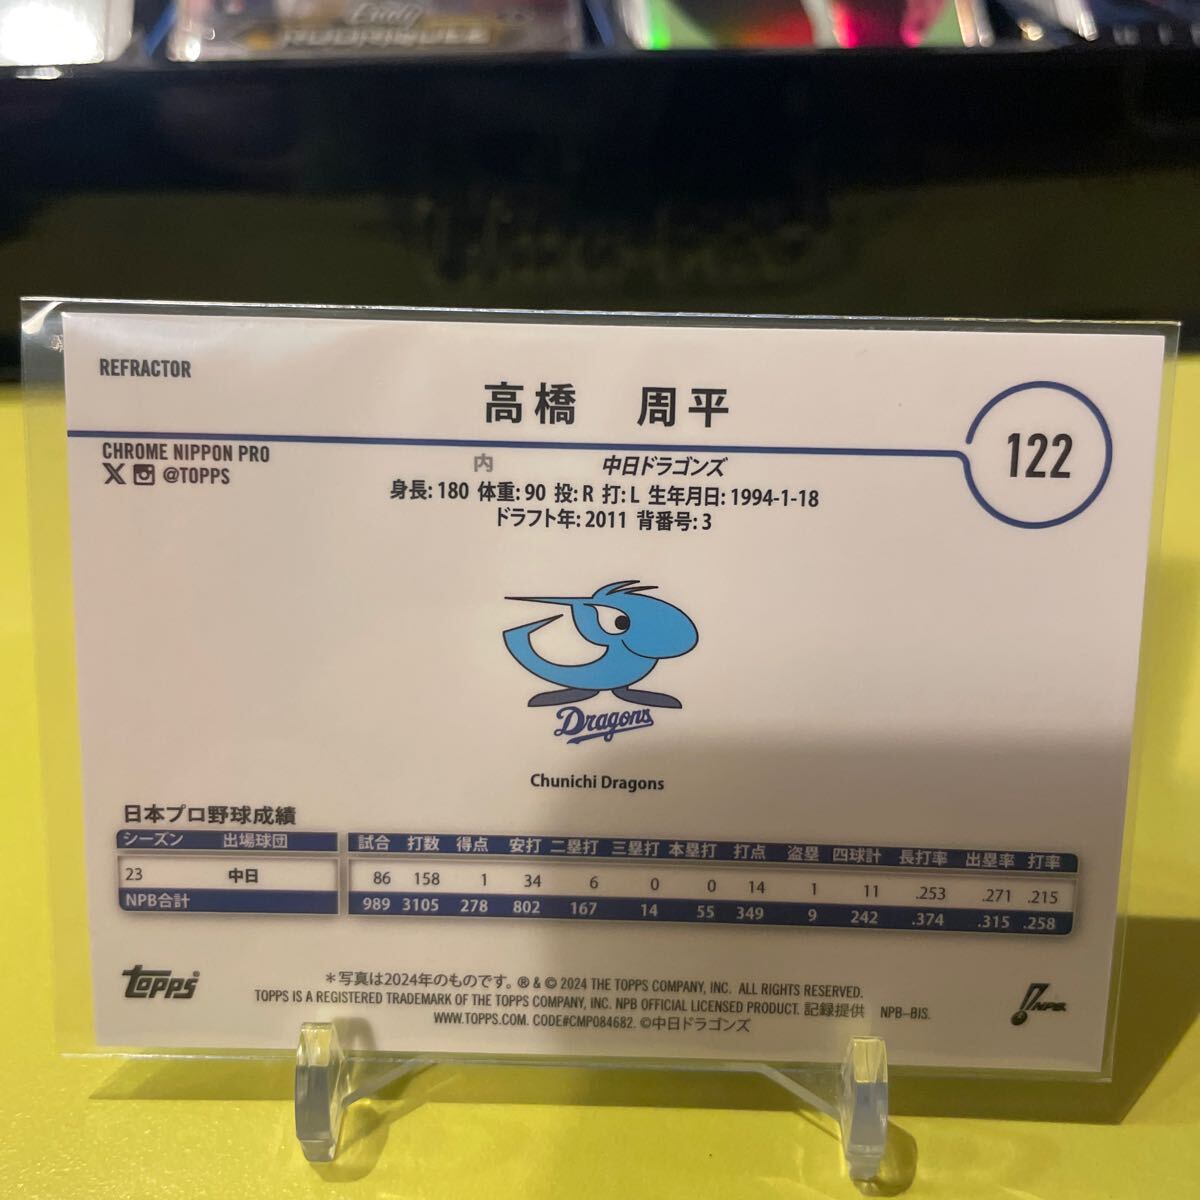 RODRIGUEZ
REFRACTOR
高橋 周平
122
CHROME NIPPON PRO
@TOPPS
内 中日ドラゴンズ
身長: 180 体重: 90 投: R 打: L 生年月日: 1994-1-18
ドラフト年: 2011 背番号: 3
Dragons
Chunichi Dragons
日本プロ野球成績
シーズン 出場球団 試合 打数 得点 安打 二塁打 三塁打 本塁打 打点 盗塁 四球計 長打率 出塁率 打率
23 中日 86 158 1 34 6 0 0 14 1 11 .253 .271 .215
NPB合計 989 3105 278 802 167 14 55 349 9 242 .374 .315 .258
topps
＊写真は2024年のものです。® & © 2024 THE TOPPS COMPANY, INC. ALL RIGHTS RESERVED.
TOPPS IS A REGISTERED TRADEMARK OF THE TOPPS COMPANY, INC. NPB OFFICIAL LICENSED PRODUCT. 記録提供 NPB-BIS.
WWW.TOPPS.COM. CODE#CMP084682. ©中日ドラゴンズ
NPB